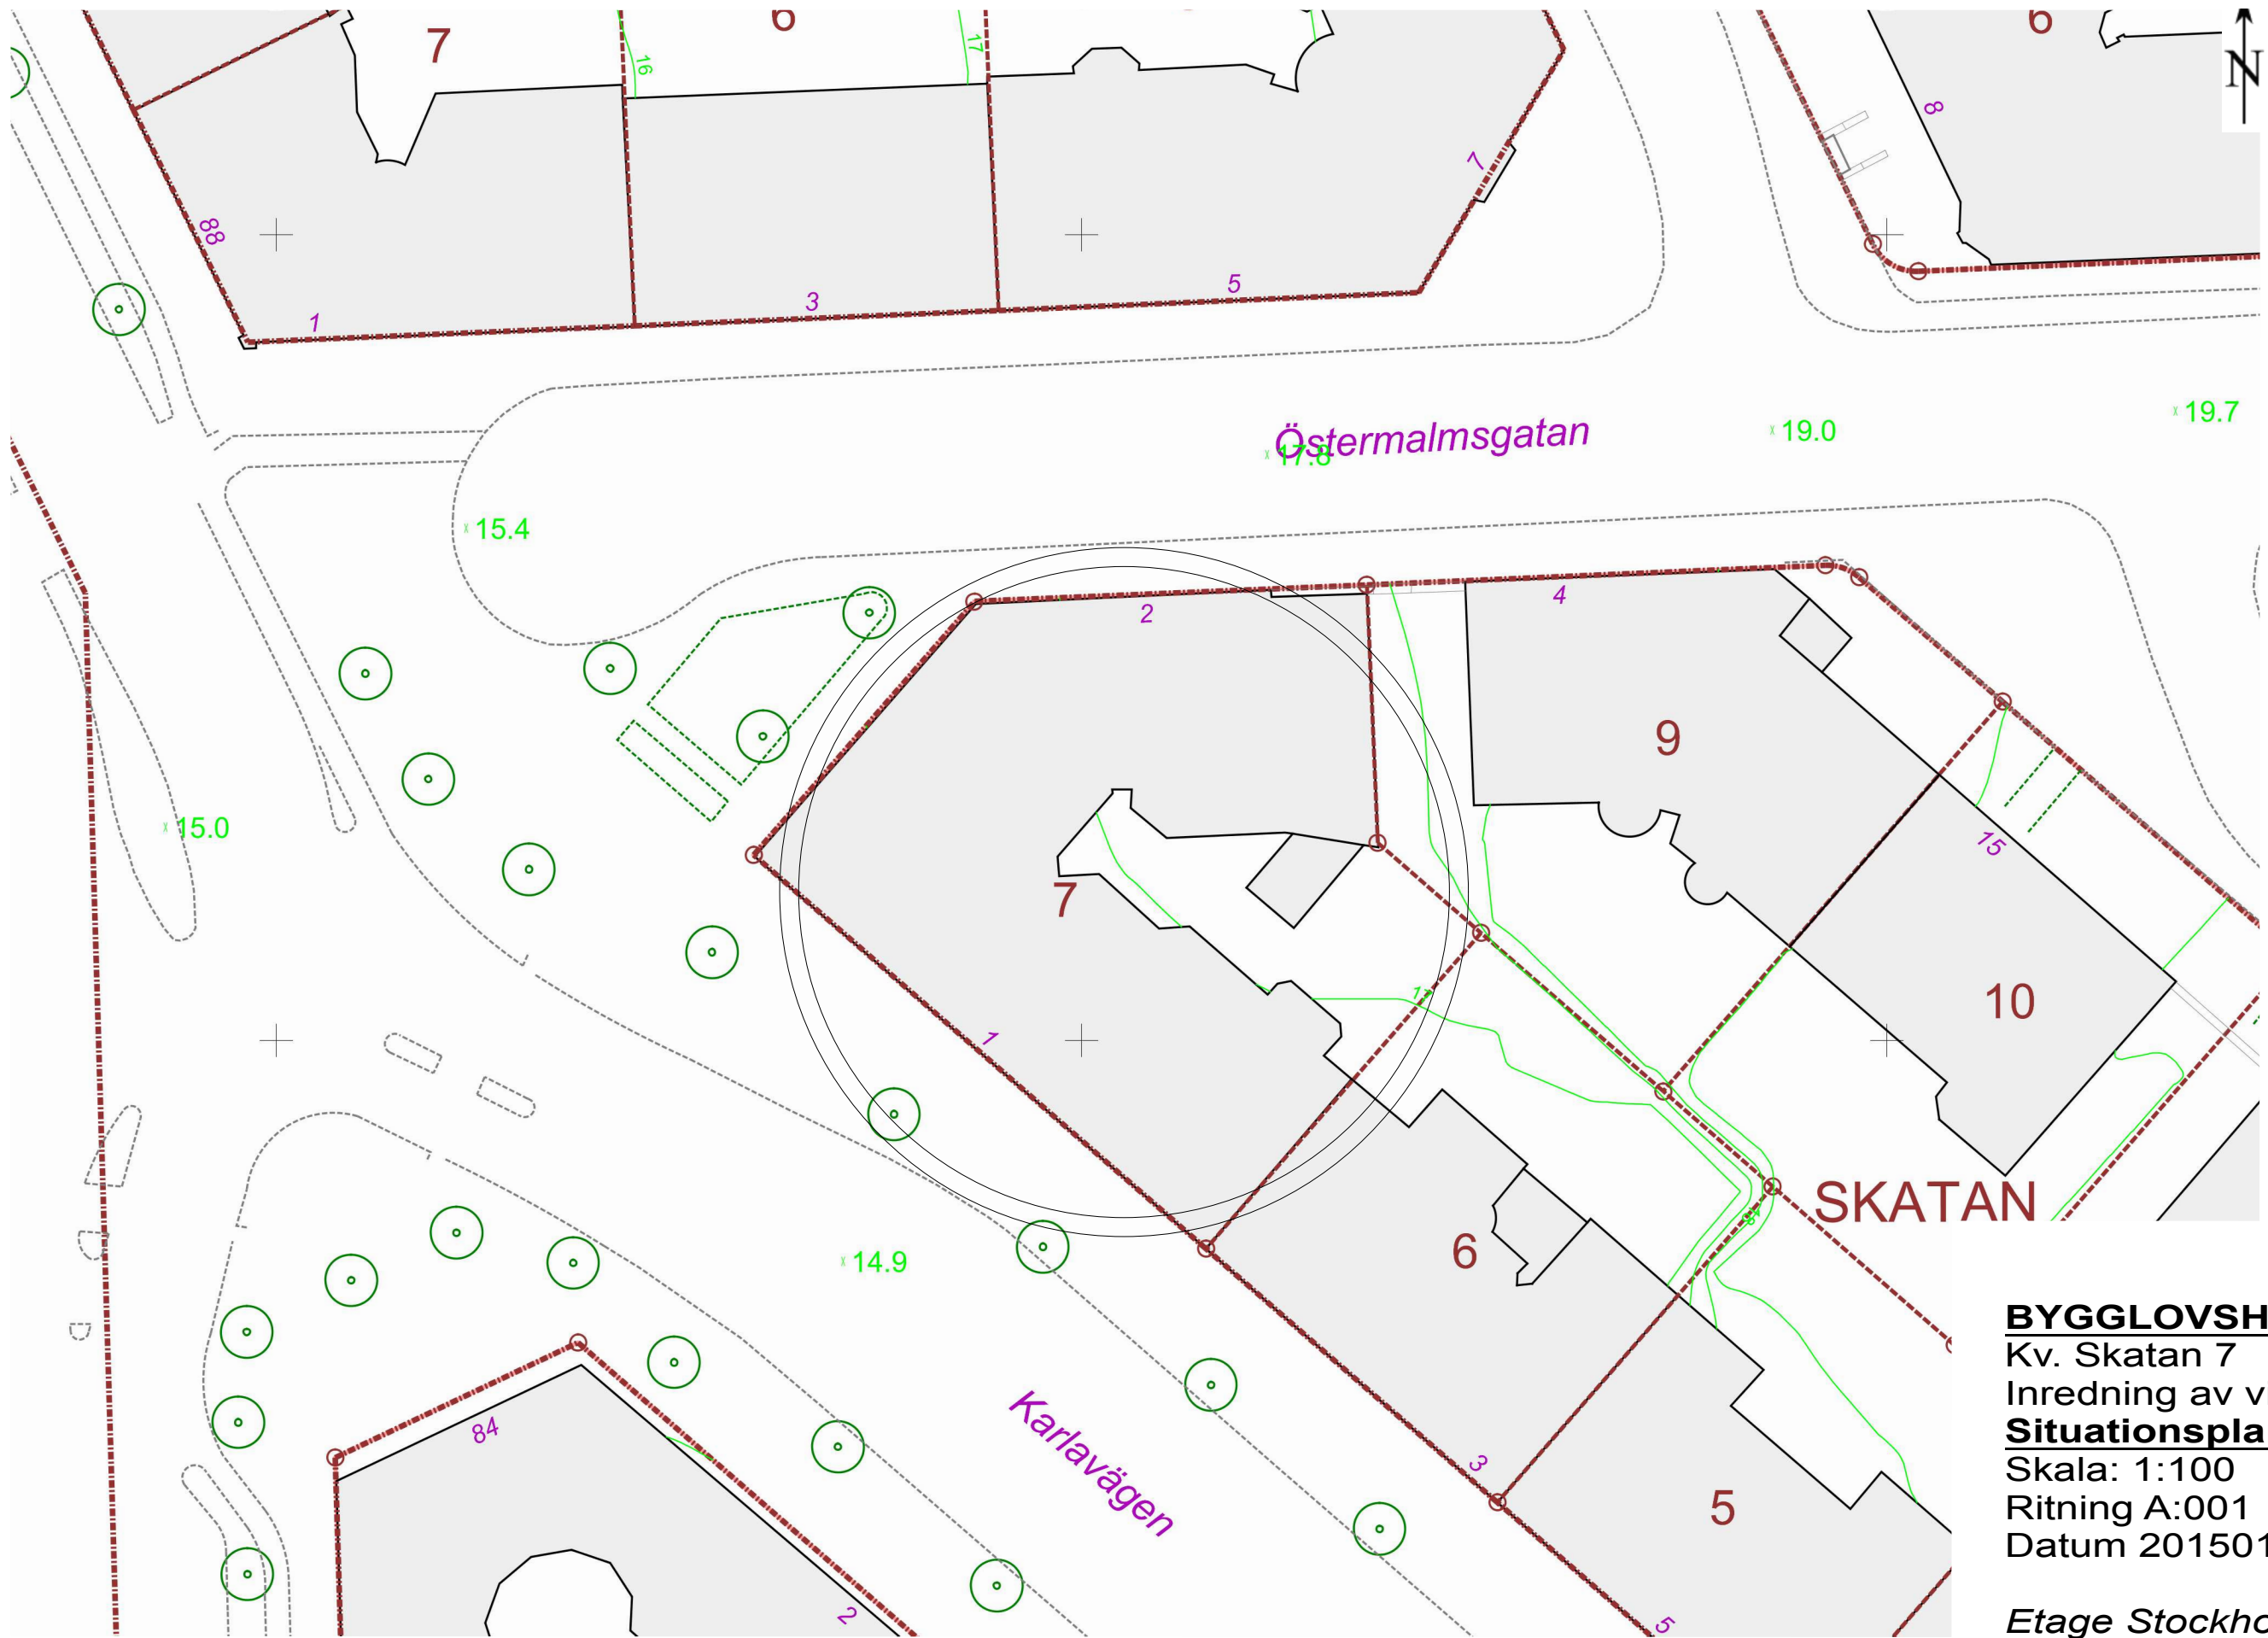 7
6
6
N
16
17
8
88
7
1
3
5
Östermalmsgatan
17.8
19.0
19.7
15.4
2
4
9
15.0
7
15
10
17
1
SKATAN
6
14.9
84
Karlavägen
3
5
2
5
BYGGLOVSH
Kv. Skatan 7
Inredning av v
Situationspla
Skala: 1:100
Ritning A:001
Datum 201501
Etage Stockho